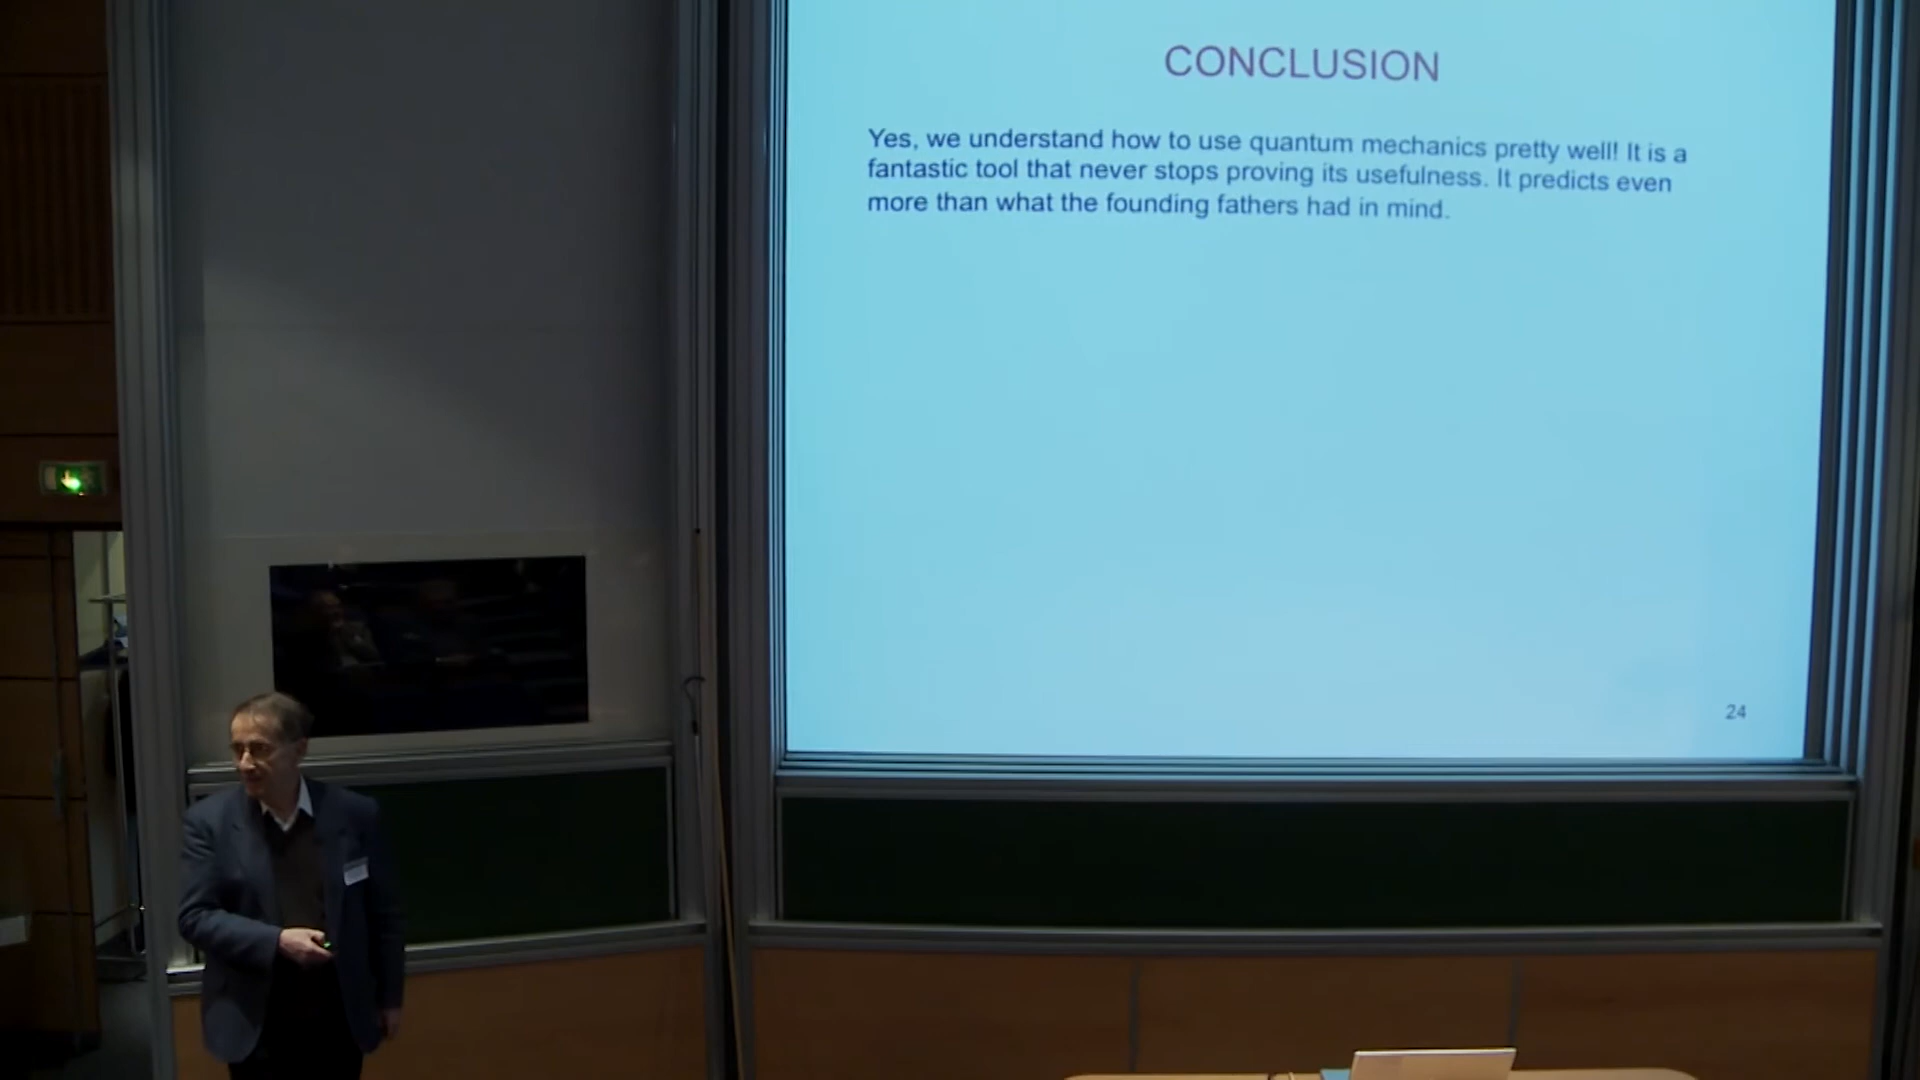 CONCLUSION
Yes, we understand how to use quantum mechanics pretty well! It is a
fantastic tool that never stops proving its usefulness. It predicts even
more than what the founding fathers had in mind.
24